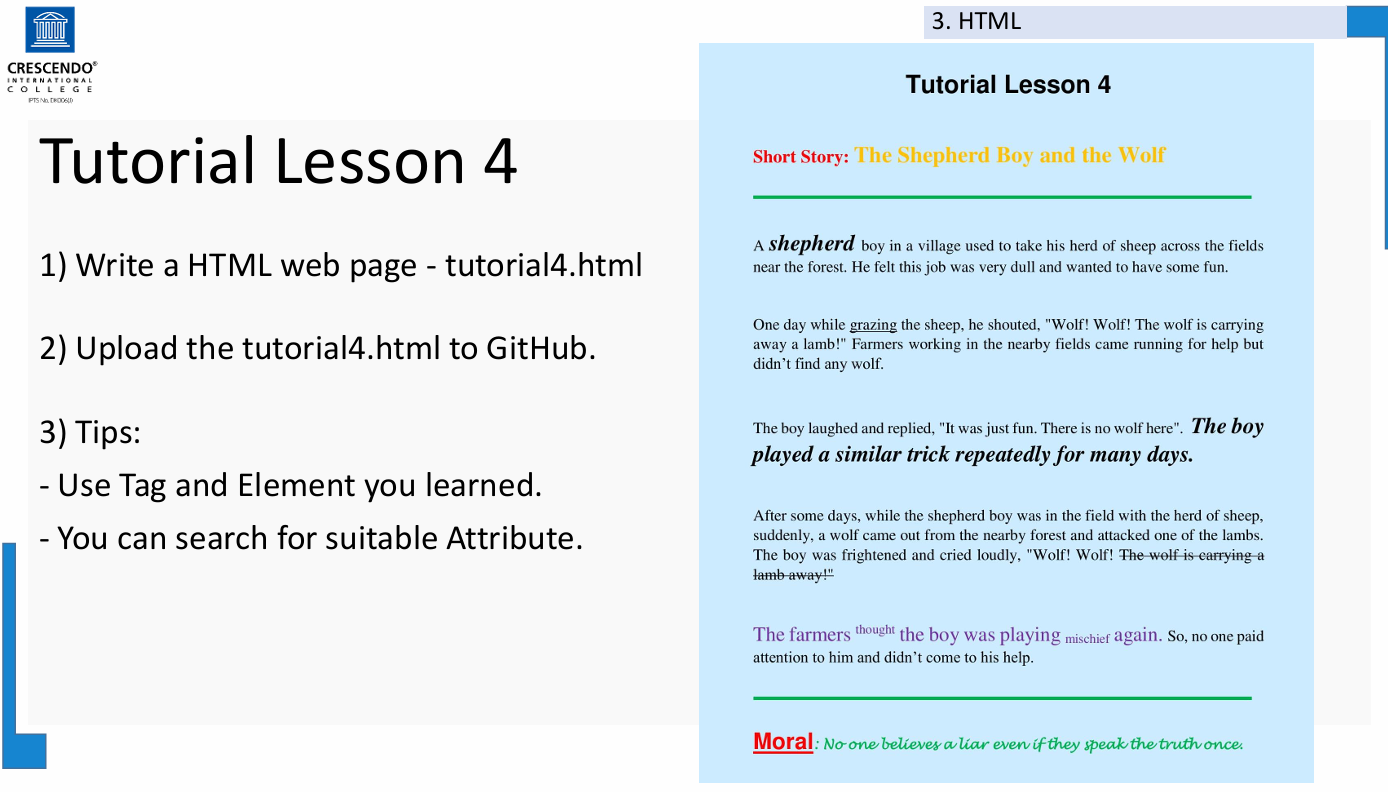 CRESCENDO®
INTERNATIONAL
COLLEGE
3. HTML
Tutorial Lesson 4
1) Write a HTML web page - tutorial4.html
2) Upload the tutorial4.html to GitHub.
3) Tips:
- Use Tag and Element you learned.
- You can search for suitable Attribute.
Tutorial Lesson 4
Short Story: The Shepherd Boy and the Wolf
A shepherd boy in a village used to take his herd of sheep across the fields
near the forest. He felt this job was very dull and wanted to have some fun.
One day while grazing the sheep, he shouted, "Wolf! Wolf! The wolf is carrying
away a lamb!" Farmers working in the nearby fields came running for help but
didn’t find any wolf.
The boy laughed and replied, "It was just fun. There is no wolf here". The boy
played a similar trick repeatedly for many days.
After some days, while the shepherd boy was in the field with the herd of sheep,
suddenly, a wolf came out from the nearby forest and attacked one of the lambs.
The boy was frightened and cried loudly, "Wolf! Wolf! The wolf is carrying a
lamb away!"
The farmers thought the boy was playing mischief again. So, no one paid
attention to him and didn’t come to his help.
Moral: No one believes a liar even if they speak the truth once.